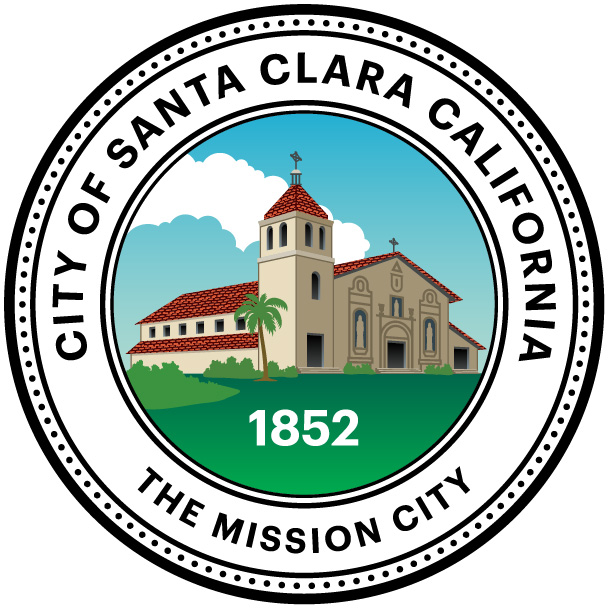 CITY OF SANTA CLARA CALIFORNIA
1852
THE MISSION CITY